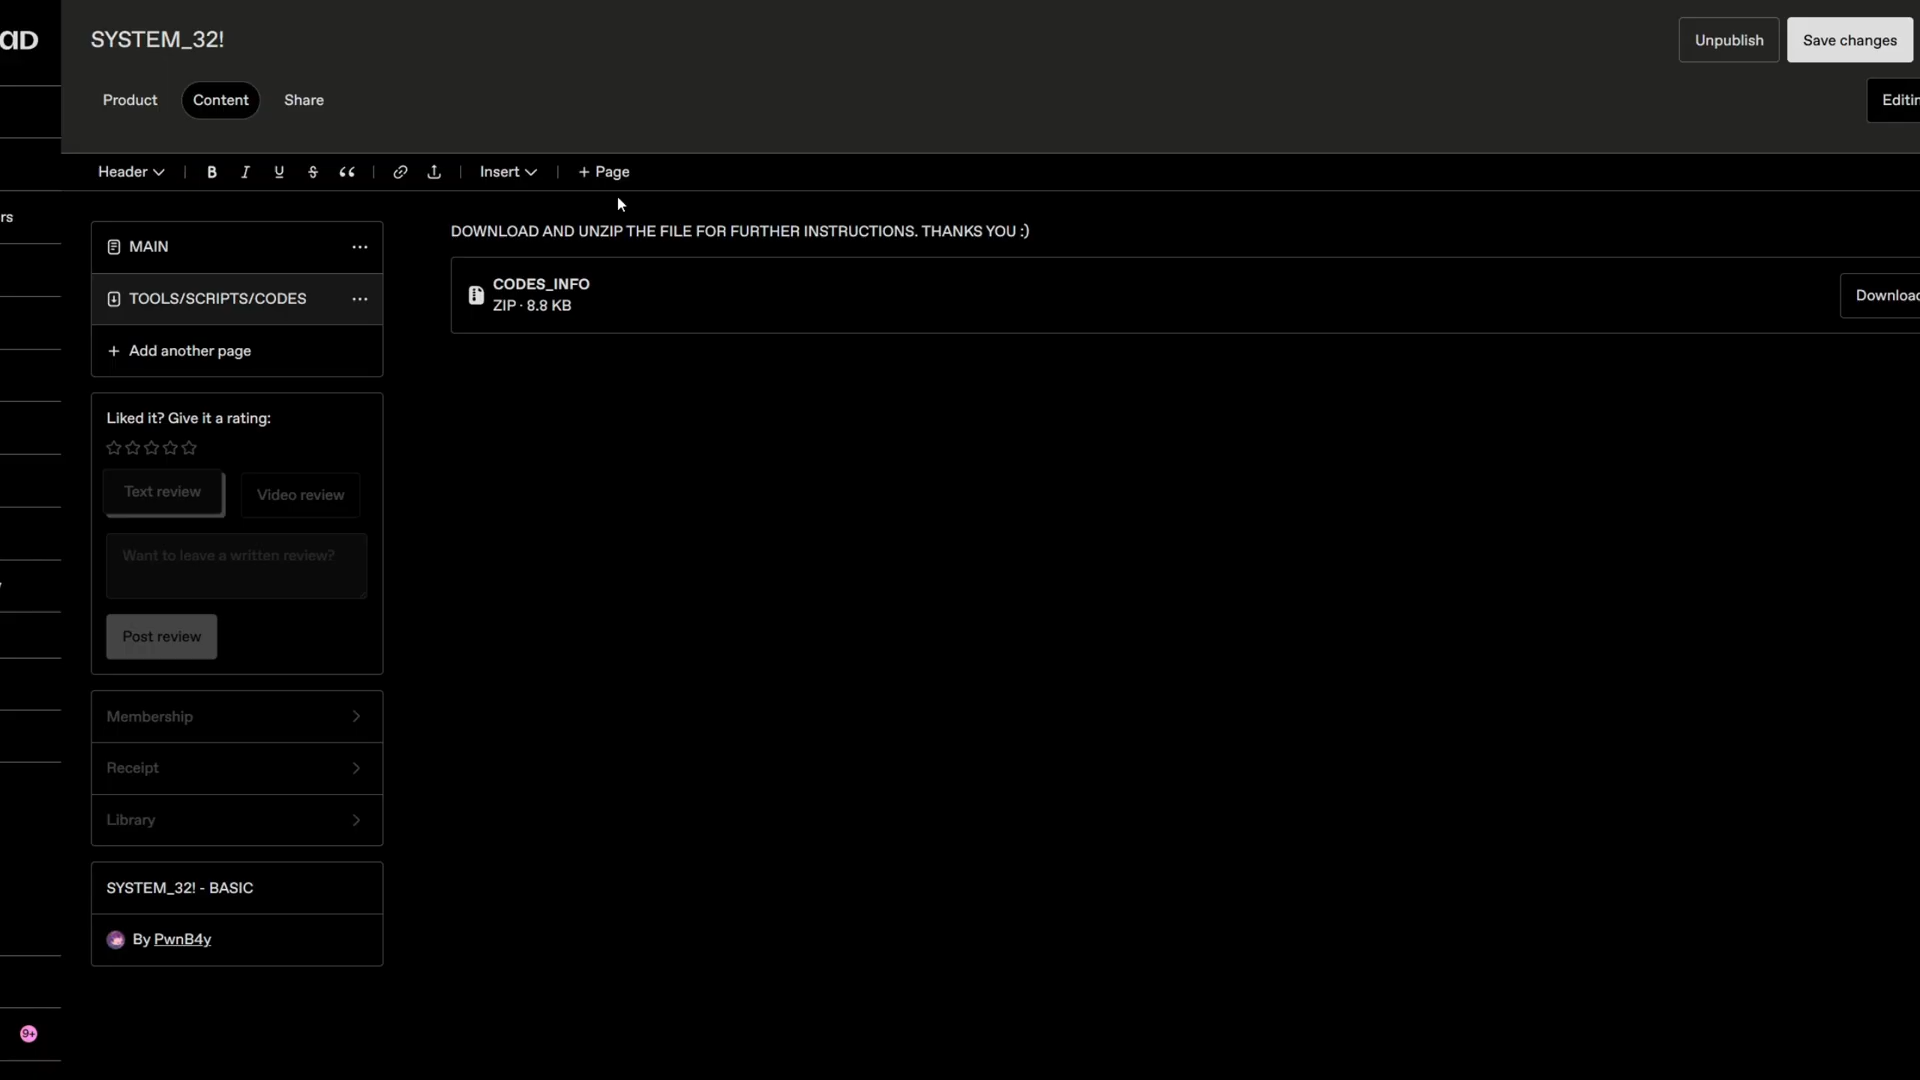 SYSTEM_32!
Unpublish
Save changes
Product
Content
Share
Header
B
I
U
S
Insert
+ Page
rs
DOWNLOAD AND UNZIP THE FILE FOR FURTHER INSTRUCTIONS. THANKS YOU :)
MAIN
CODES_INFO
ZIP · 8.8 KB
TOOLS/SCRIPTS/CODES
+ Add another page
Liked it? Give it a rating:
Text review
Video review
Want to leave a written review?
Post review
Membership
Receipt
Library
SYSTEM_32! - BASIC
By PwnB4y
9+